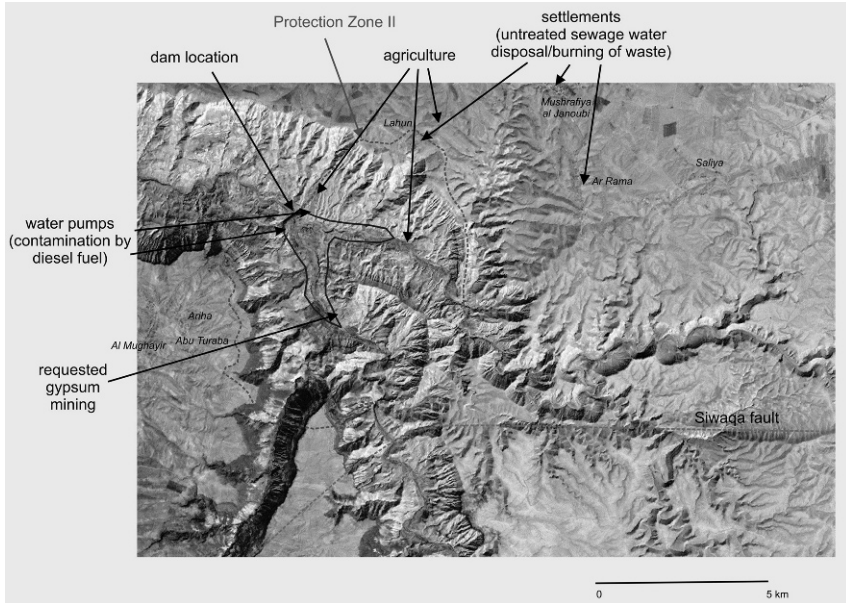 Protection Zone II
settlements
(untreated sewage water
disposal/burning of waste)
dam location
agriculture
Mushrafiya
al Janoubi
Lahun
Saliya
Ar Rama
water pumps
(contamination by
diesel fuel)
Ariha
Al Mughayir
Abu Turaba
requested
gypsum
mining
Siwaqa fault
0
5 km